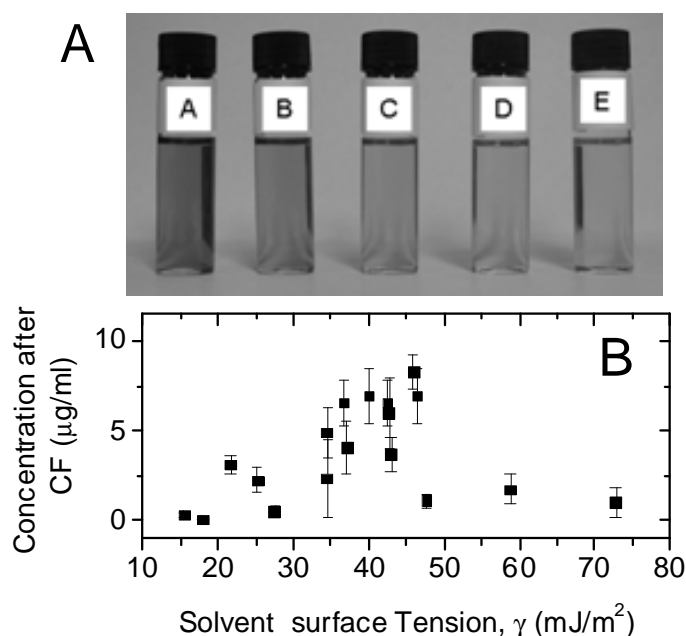 A
A B C D E
B
Concentration after
CF (μg/ml)
10
5
0
10 20 30 40 50 60 70 80
Solvent surface Tension, γ (mJ/m²)